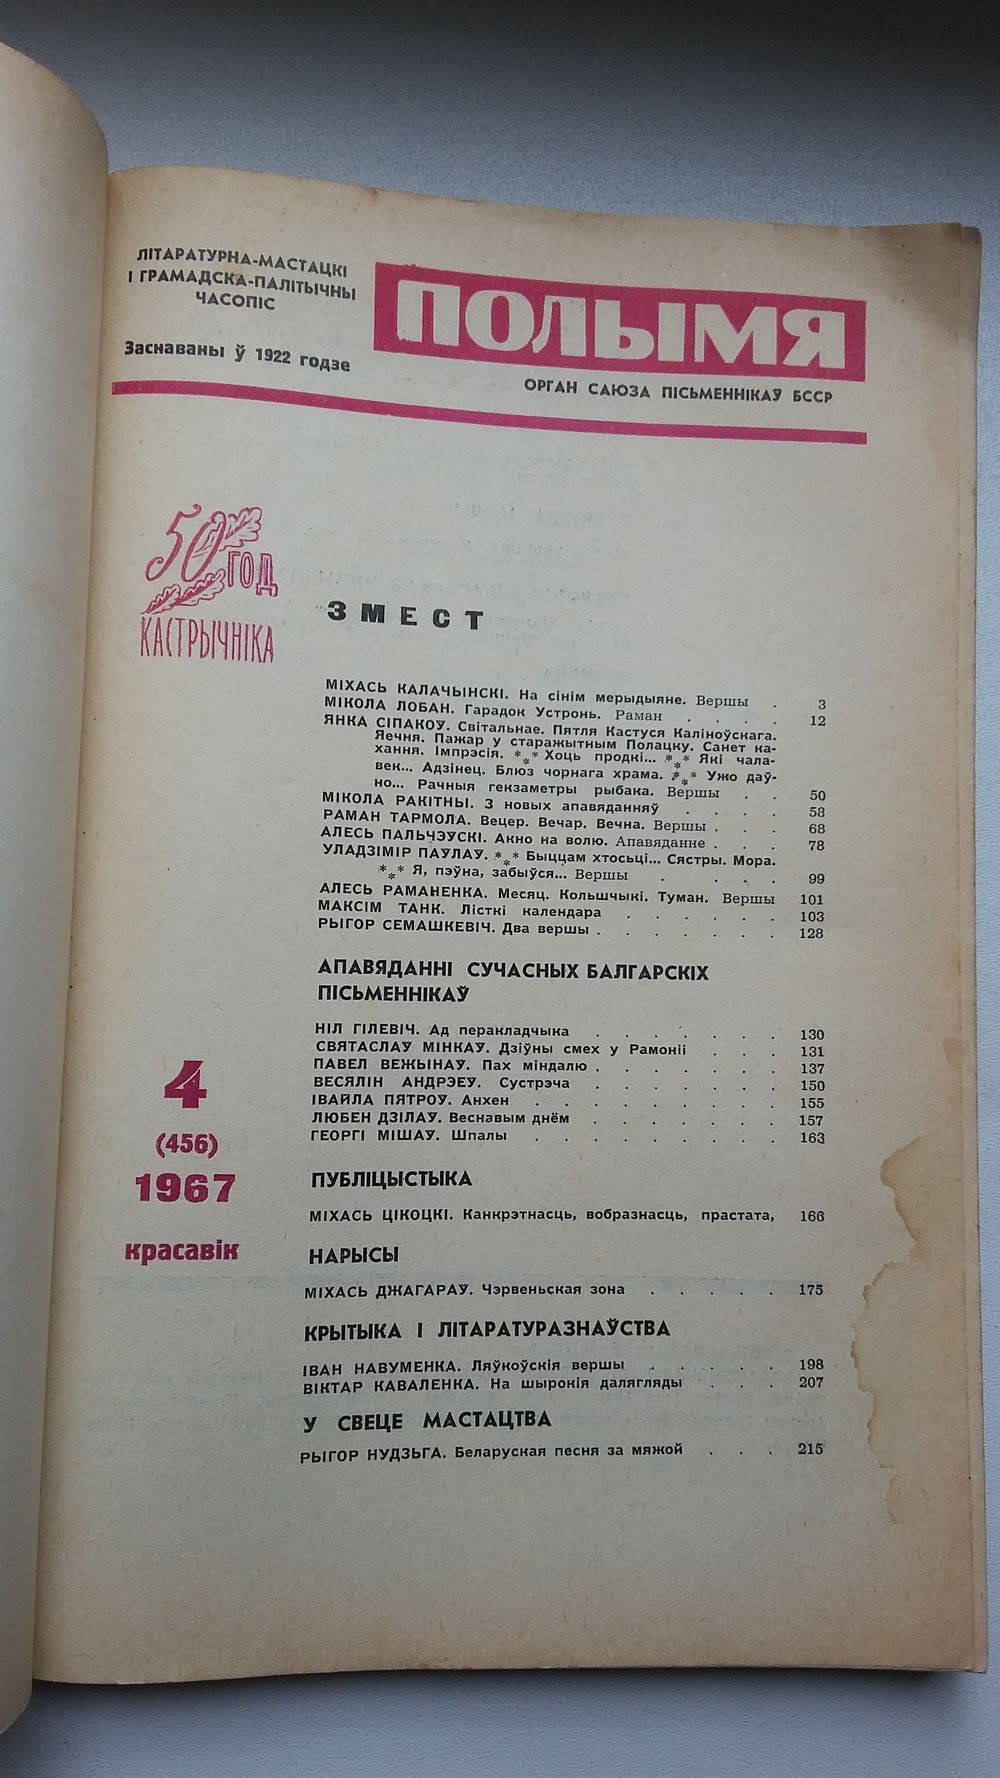 ЛІТАРАТУРНА-МАСТАЦКІ
І ГРАМАДСКА-ПАЛІТЫЧНЫ
ЧАСОПІС
Заснаваны ў 1922 годзе
ПОЛЫМЯ
ОРГАН САЮЗА ПІСЬМЕННІКАЎ БССР
50 ГОД
КАСТРЫЧНІКА
ЗМЕСТ
МІХАСЬ КАЛАЧЫНСКІ. На сінім мерыдыяне. Вершы . 3
МІКОЛА ЛОБАН. Гарадок Устронь. Раман . . . . 12
ЯНКА СІПАКОЎ. Світальнае. Пятля Кастуся Каліноўскага.
Яечня. Пажар у старажытным Полацку. Санет ка-
хання. Імпрэсія. *** Хоць продкі... *** Які чала-
век... Адзінец. Блюз чорнага храма. *** Ужо даў-
но... Рачныя гекзаметры рыбака. Вершы . . 50
МІКОЛА РАКІТНЫ. З новых апавяданняў . . . . 58
РАМАН ТАРМОЛА. Вецер. Вечар. Вечна. Вершы . . . 68
АЛЕСЬ ПАЛЬЧЭЎСКІ. Акно на волю. Апавяданне . . . 78
УЛАДЗІМІР ПАЎЛАЎ. *** Быццам хтосьці... Сястры. Мора.
*** Я, пэўна, забыўся... Вершы . . . . 99
АЛЕСЬ РАМАНЕНКА. Месяц. Кольшчыкі. Туман. Вершы 101
МАКСІМ ТАНК. Лісткі календара . . . . . . 103
РЫГОР СЕМАШКЕВІЧ. Два вершы . . . . . . . 128
АПАВЯДАННІ СУЧАСНЫХ БАЛГАРСКІХ
ПІСЬМЕННІКАЎ
НІЛ ГІЛЕВІЧ. Ад перакладчыка . . . . . . . 130
СВЯТАСЛАЎ МІНКАЎ. Дзіўны смех у Рамоніі . . . 131
ПАВЕЛ ВЕЖЫНАЎ. Пах міндалю . . . . . . . 137
ВЕСЯЛІН АНДРЭЕЎ. Сустрэча . . . . . . . 150
ІВАЙЛА ПЯТРОЎ. Анхен . . . . . . . . . 155
ЛЮБЕН ДЗІЛАЎ. Веснавым днём . . . . . . . 157
ГЕОРГІ МІШАЎ. Шпалы . . . . . . . . . 163
ПУБЛІЦЫСТЫКА
МІХАСЬ ЦІКОЦКІ. Канкрэтнасць, вобразнасць, прастата, 166
НАРЫСЫ
МІХАСЬ ДЖАГАРАЎ. Чэрвеньская зона . . . . . 175
КРЫТЫКА І ЛІТАРАТУРАЗНАЎСТВА
ІВАН НАВУМЕНКА. Ляўкоўскія вершы . . . . . 198
ВІКТАР КАВАЛЕНКА. На шырокія далягляды . . . 207
У СВЕЦЕ МАСТАЦТВА
РЫГОР НУДЗЬГА. Беларуская песня за мяжой . . . 215
4
(456)
1967
красавік